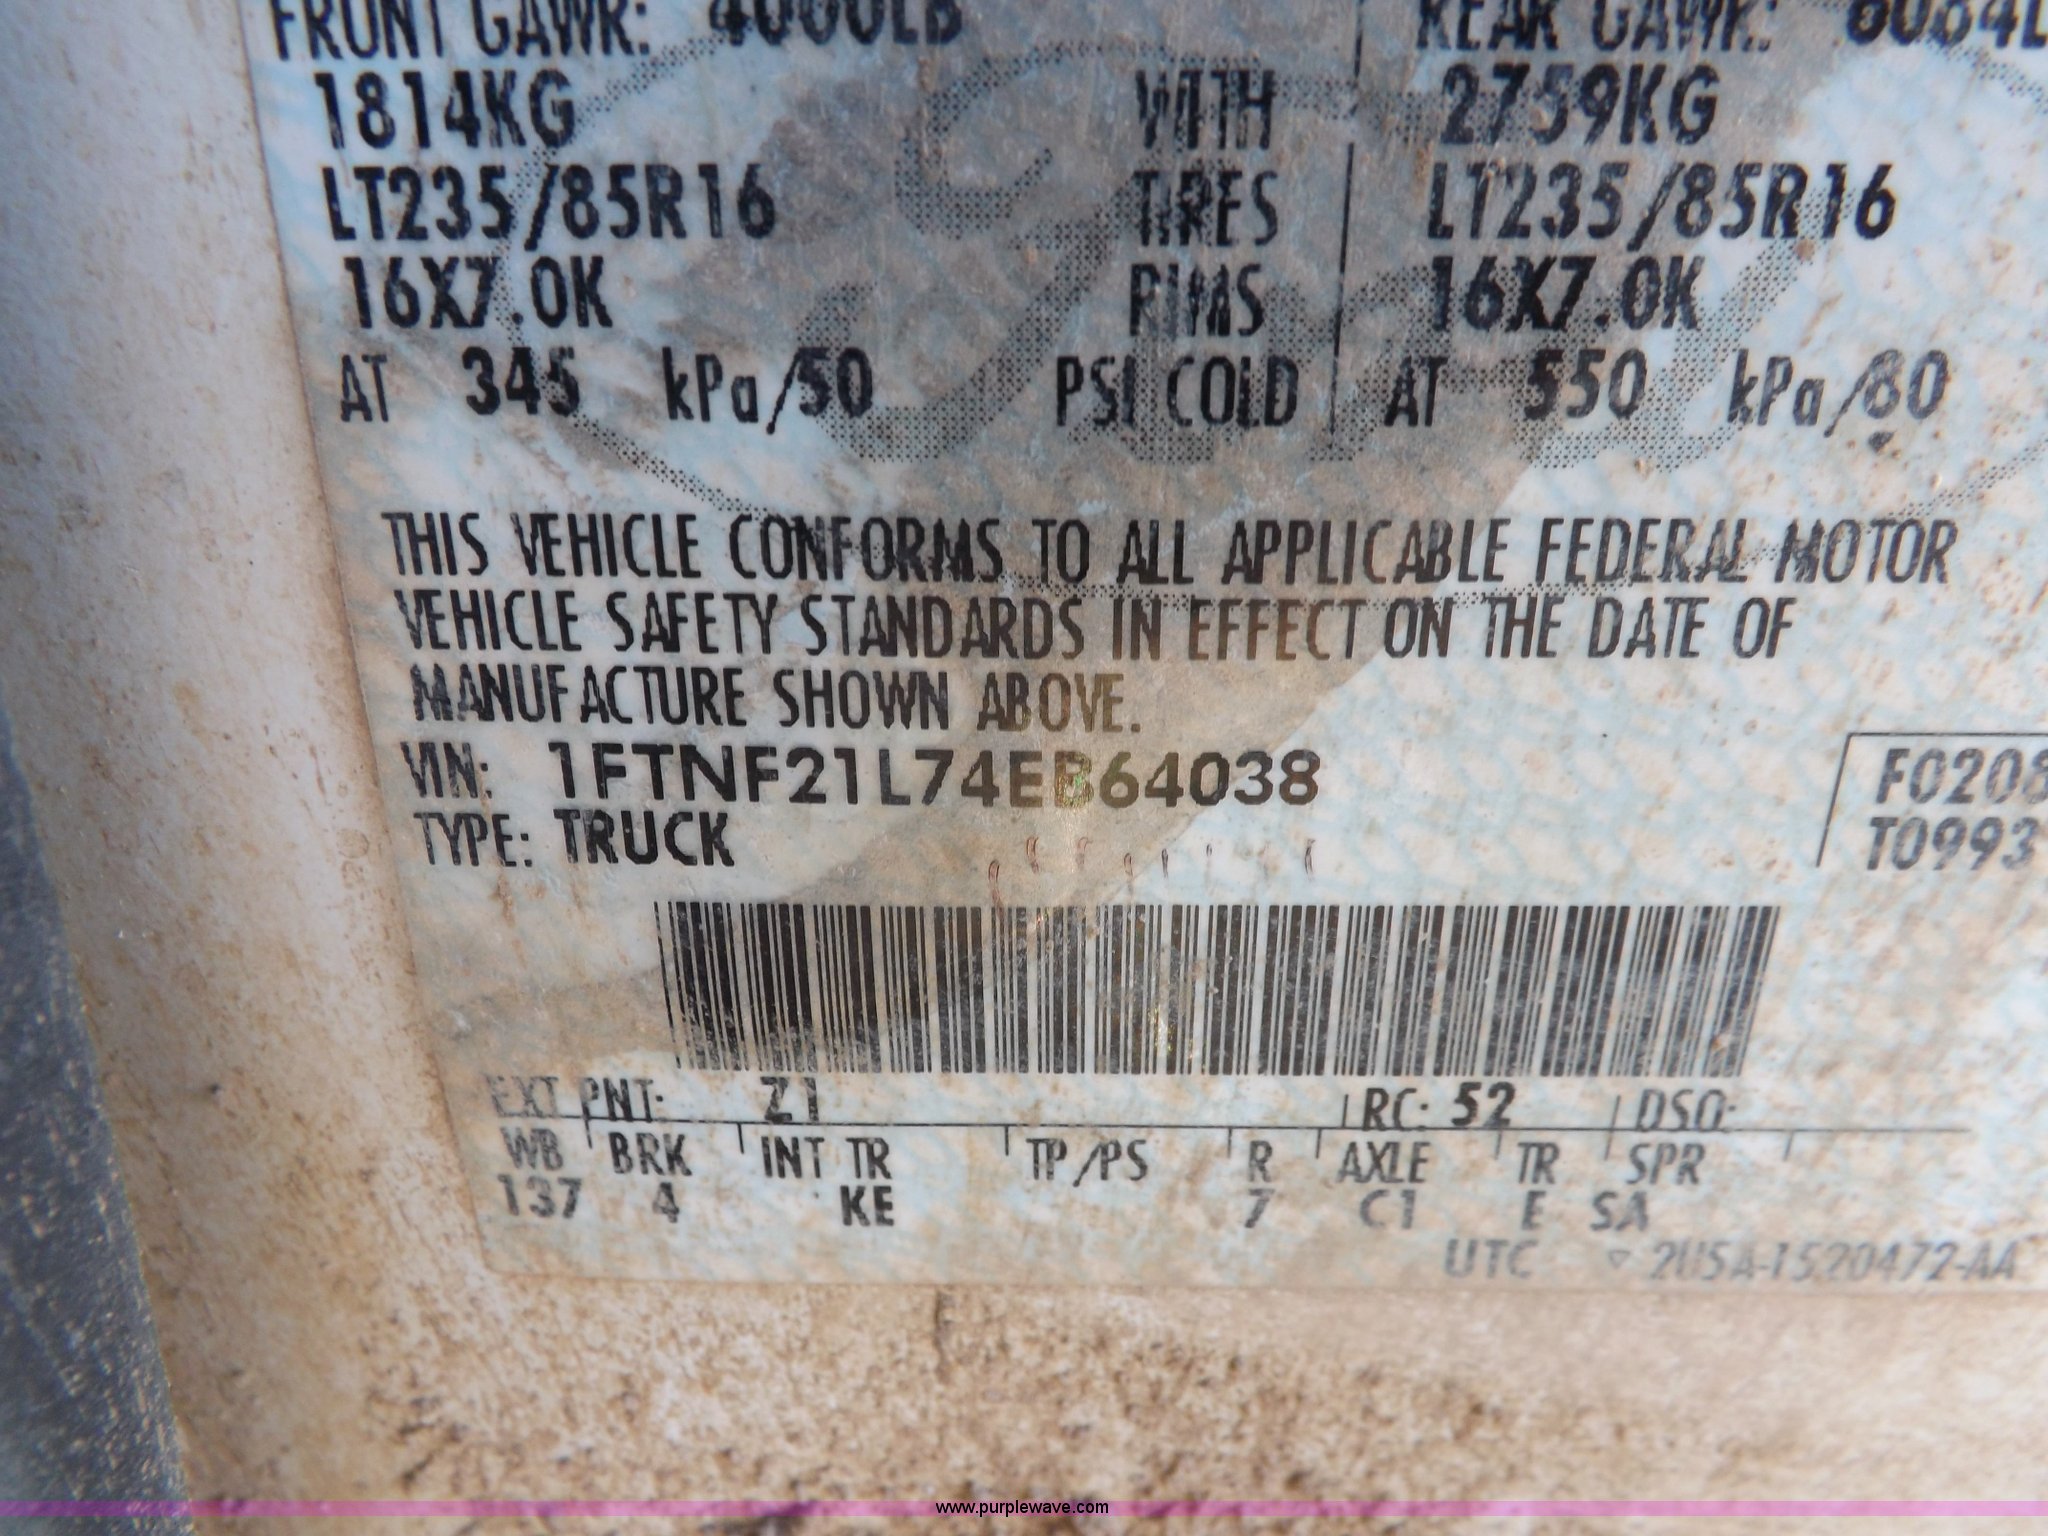 FRONT GAWR: 4000LB REAR GAWR: 6084L
1814KG WITH 2759KG
LT235/85R16 TIRES LT235/85R16
16X7.0K RIMS 16X7.0K
AT 345 kPa/50 PSI COLD AT 550 kPa/80
THIS VEHICLE CONFORMS TO ALL APPLICABLE FEDERAL MOTOR
VEHICLE SAFETY STANDARDS IN EFFECT ON THE DATE OF
MANUFACTURE SHOWN ABOVE.
VIN: 1FTNF21L74EB64038 F0208
TYPE: TRUCK T0993
EXT PNT: Z1 RC: 52 DSO:
WB BRK INT TR TP/PS R AXLE TR SPR
137 4 KE 7 C1 E SA
UTC ▽ 2U5A-1520472-AA
www.purplewave.com